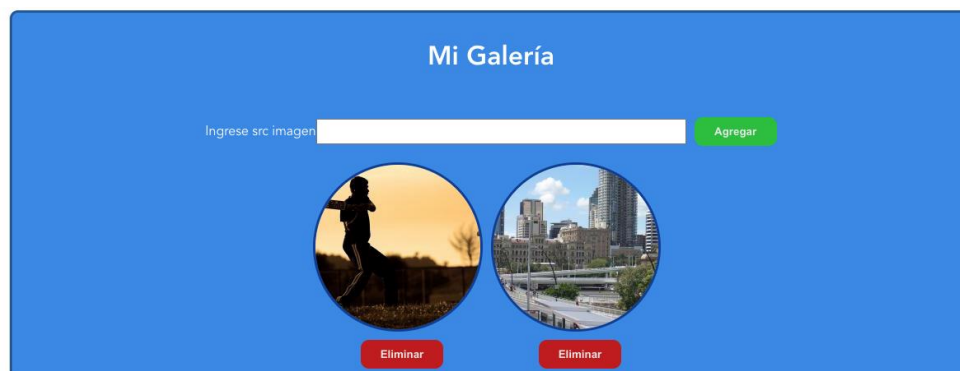 Mi Galería
Ingrese src imagen
Agregar
Eliminar
Eliminar